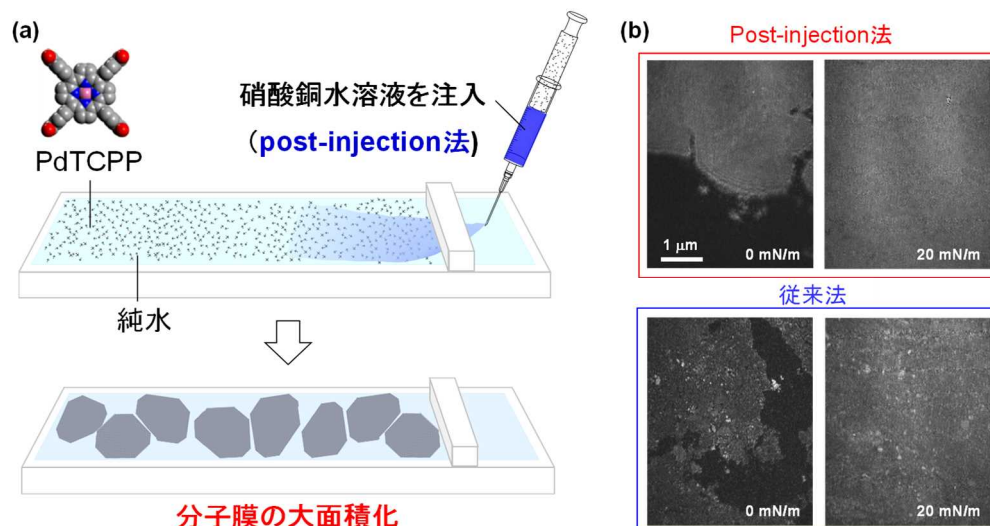 (a)
硝酸銅水溶液を注入
（post-injection法)
PdTCPP
純水
分子膜の大面積化
(b)
Post-injection法
1 μm
0 mN/m
20 mN/m
従来法
0 mN/m
20 mN/m